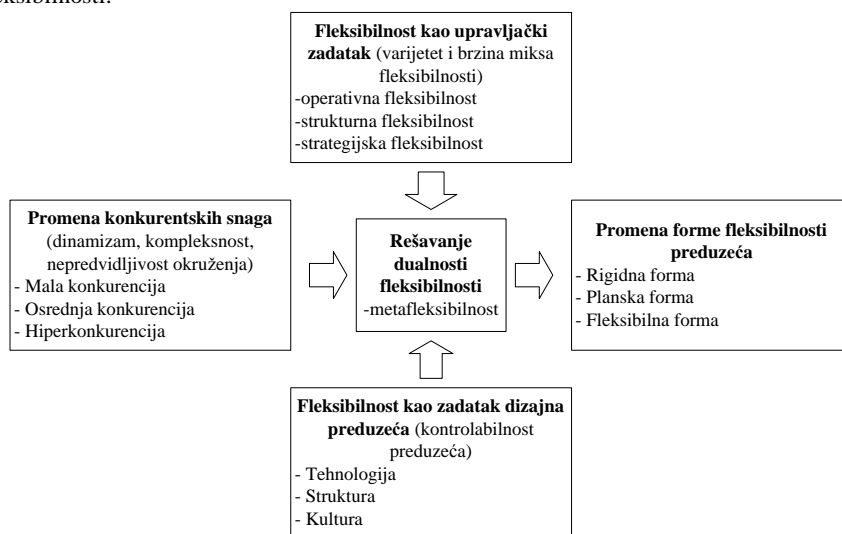 Fleksibilnost kao upravljački
zadatak (varijetet i brzina miksa
fleksibilnosti)
-operativna fleksibilnost
-strukturna fleksibilnost
-strategijska fleksibilnost
Promena konkurentskih snaga
(dinamizam, kompleksnost,
nepredvidljivost okruženja)
- Mala konkurencija
- Osrednja konkurencija
- Hiperkonkurencija
Rešavanje
dualnosti
fleksibilnosti
-metafleksibilnost
Promena forme fleksibilnosti
preduzeća
- Rigidna forma
- Planska forma
- Fleksibilna forma
Fleksibilnost kao zadatak dizajna
preduzeća (kontrolabilnost
preduzeća)
- Tehnologija
- Struktura
- Kultura